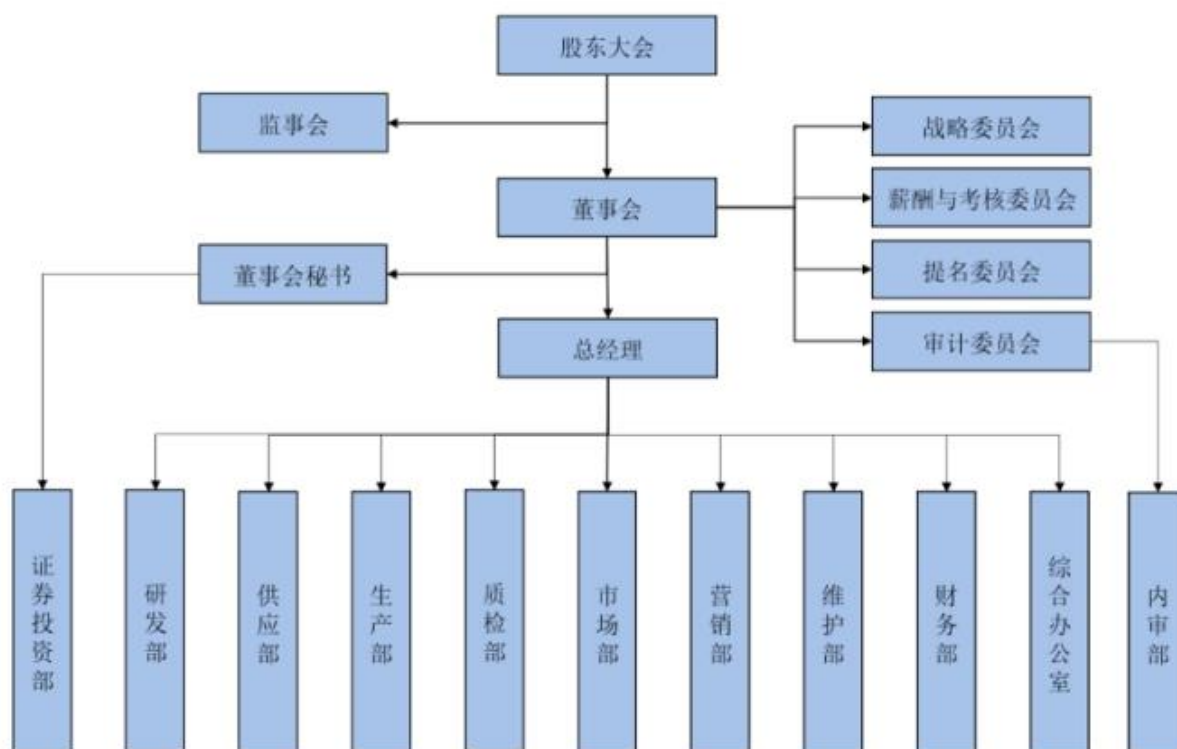 股东大会
监事会
战略委员会
董事会
薪酬与考核委员会
董事会秘书
提名委员会
总经理
审计委员会
证券投资部
研发部
供应部
生产部
质检部
市场部
营销部
维护部
财务部
综合办公室
内审部